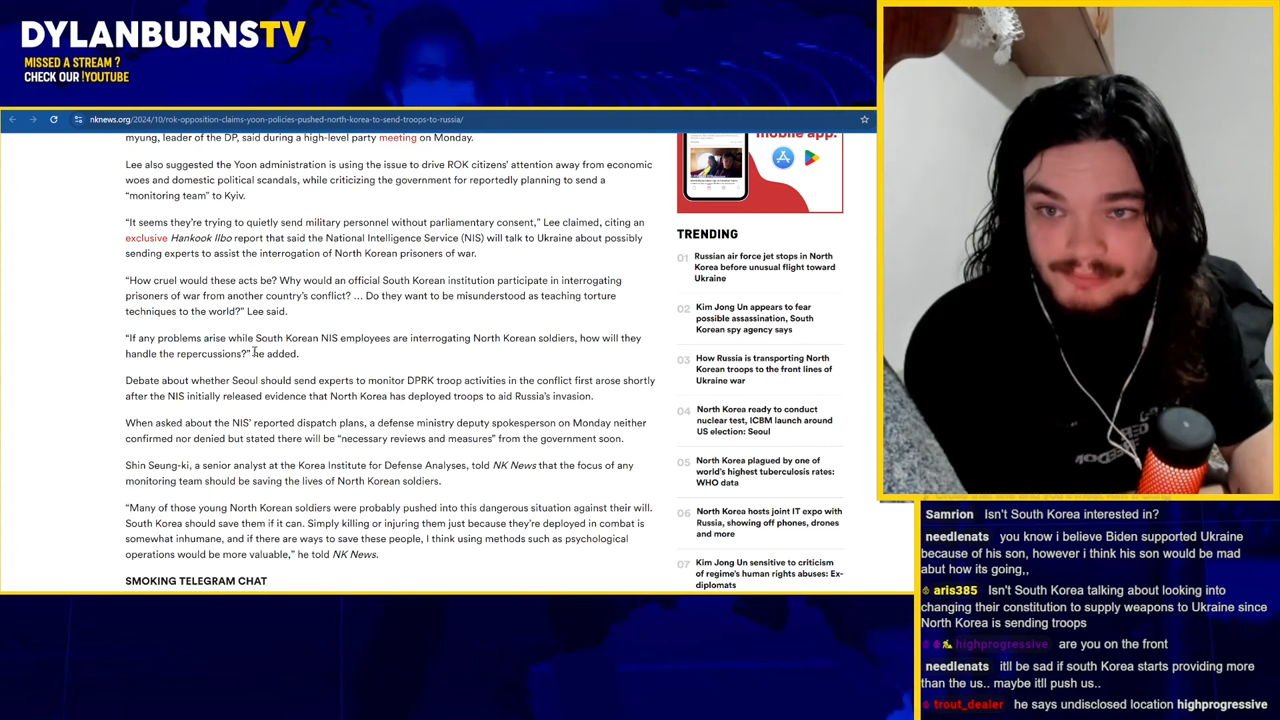 DYLANBURNSTV
MISSED A STREAM ?
CHECK OUR !YOUTUBE
nknews.org/2024/10/rok-opposition-claims-yoon-policies-pushed-north-korea-to-send-troops-to-russia/
myung, leader of the DP, said during a high-level party meeting on Monday.
Lee also suggested the Yoon administration is using the issue to drive ROK citizens' attention away from economic
woes and domestic political scandals, while criticizing the government for reportedly planning to send a
“monitoring team” to Kyiv.
“It seems they're trying to quietly send military personnel without parliamentary consent,” Lee claimed, citing an
exclusive Hankook Ilbo report that said the National Intelligence Service (NIS) will talk to Ukraine about possibly
sending experts to assist the interrogation of North Korean prisoners of war.
“How cruel would these acts be? Why would an official South Korean institution participate in interrogating
prisoners of war from another country's conflict? … Do they want to be misunderstood as teaching torture
techniques to the world?” Lee said.
“If any problems arise while South Korean NIS employees are interrogating North Korean soldiers, how will they
handle the repercussions?” he added.
Debate about whether Seoul should send experts to monitor DPRK troop activities in the conflict first arose shortly
after the NIS initially released evidence that North Korea has deployed troops to aid Russia's invasion.
When asked about the NIS' reported dispatch plans, a defense ministry deputy spokesperson on Monday neither
confirmed nor denied but stated there will be “necessary reviews and measures” from the government soon.
Shin Seung-ki, a senior analyst at the Korea Institute for Defense Analyses, told NK News that the focus of any
monitoring team should be saving the lives of North Korean soldiers.
“Many of those young North Korean soldiers were probably pushed into this dangerous situation against their will.
South Korea should save them if it can. Simply killing or injuring them just because they're deployed in combat is
somewhat inhumane, and if there are ways to save these people, I think using methods such as psychological
operations would be more valuable,” he told NK News.
SMOKING TELEGRAM CHAT
mobile app.
TRENDING
01 Russian air force jet stops in North
Korea before unusual flight toward
Ukraine
02 Kim Jong Un appears to fear
possible assassination, South
Korean spy agency says
03 How Russia is transporting North
Korean troops to the front lines of
Ukraine war
04 North Korea ready to conduct
nuclear test, ICBM launch around
US election: Seoul
05 North Korea plagued by one of
world's highest tuberculosis rates:
WHO data
06 North Korea hosts joint IT expo with
Russia, showing off phones, drones
and more
07 Kim Jong Un sensitive to criticism
of regime's human rights abuses: Ex-
diplomats
Samrion Isn't South Korea interested in?
needlenats you know i believe Biden supported Ukraine
because of his son, however i think his son would be mad
abut how its going,,
aris385 Isn't South Korea talking about looking into
changing their constitution to supply weapons to Ukraine since
North Korea is sending troops
highprogressive are you on the front
needlenats itll be sad if south Korea starts providing more
than the us.. maybe itll push us..
trout_dealer he says undisclosed location highprogressive